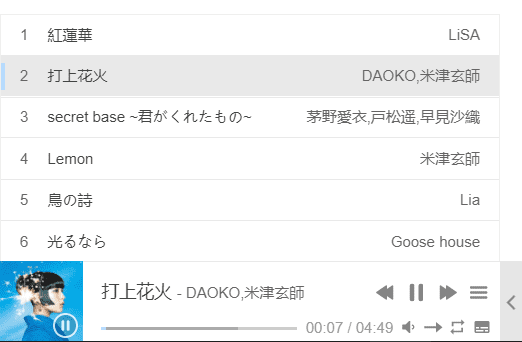 1 紅蓮華 LiSA
2 打上花火 DAOKO,米津玄師
3 secret base ~君がくれたもの~ 茅野愛衣,戸松遥,早見沙織
4 Lemon 米津玄師
5 鳥の詩 Lia
6 光るなら Goose house
打上花火 - DAOKO,米津玄師
00:07 / 04:49